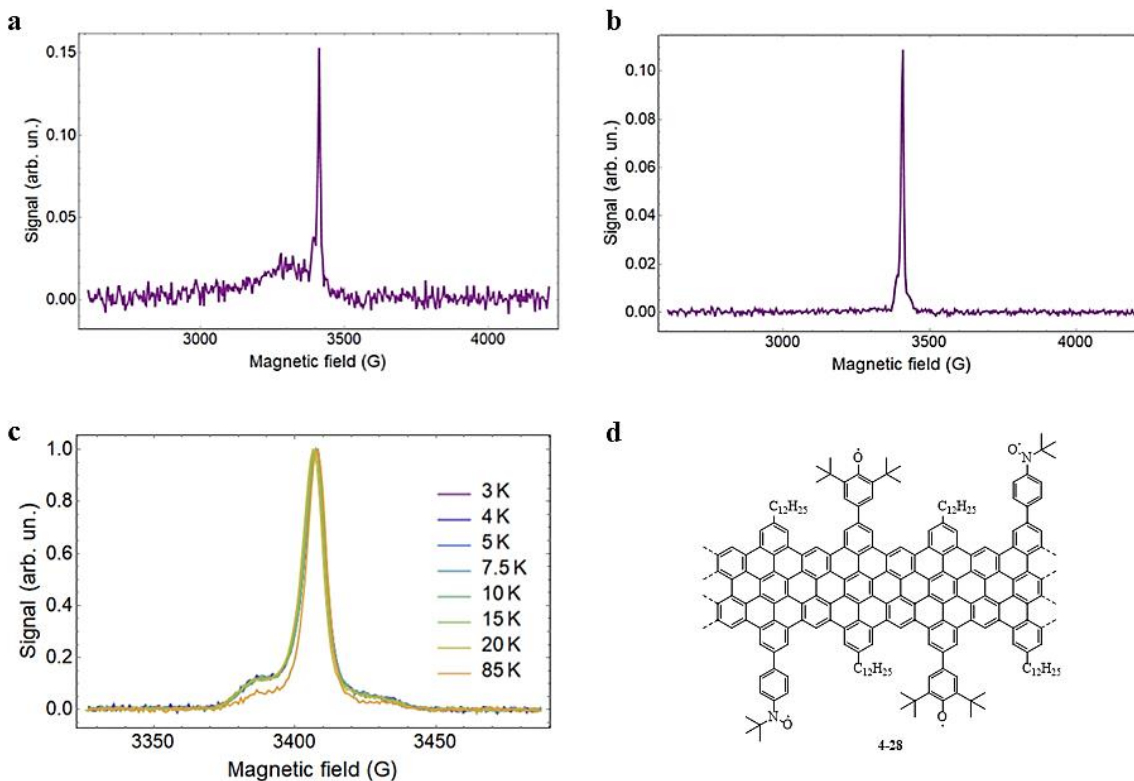 a
Signal (arb. un.)
0.15
0.10
0.05
0.00
3000
3500
4000
Magnetic field (G)
b
Signal (arb. un.)
0.10
0.08
0.06
0.04
0.02
0.00
3000
3500
4000
Magnetic field (G)
c
Signal (arb. un.)
1.0
0.8
0.6
0.4
0.2
0.0
3 K
4 K
5 K
7.5 K
10 K
15 K
20 K
85 K
3350
3400
3450
Magnetic field (G)
d
O
N
O
C12H25
C12H25
C12H25
C12H25
N
O
O
4-28